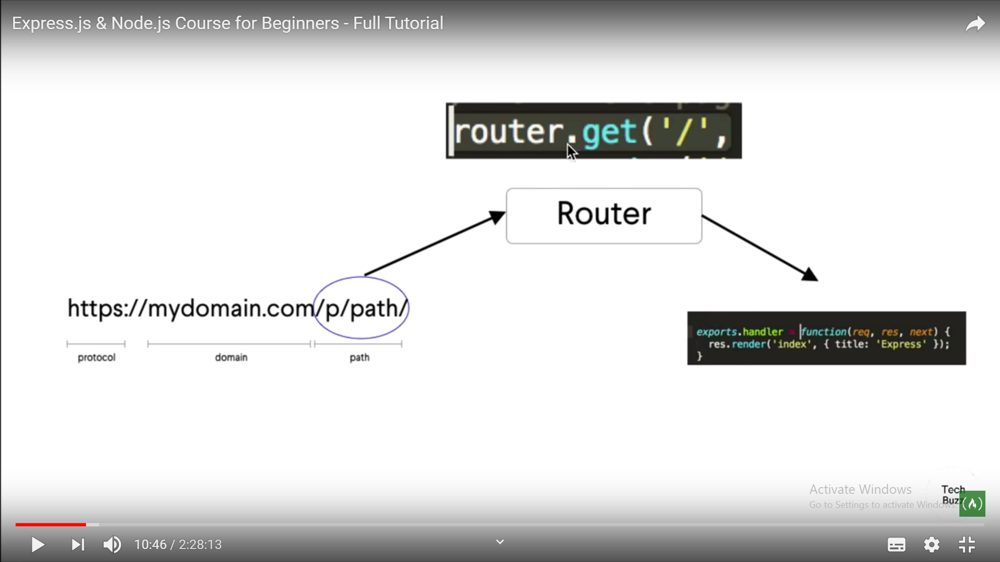 Express.js & Node.js Course for Beginners - Full Tutorial
router.get('/',
Router
https://mydomain.com/p/path/
protocol domain path
exports.handler = function(req, res, next) {
res.render('index', { title: 'Express' });
}
Activate Windows
Go to Settings to activate Windows.
Tech
Buzz
10:46 / 2:28:13